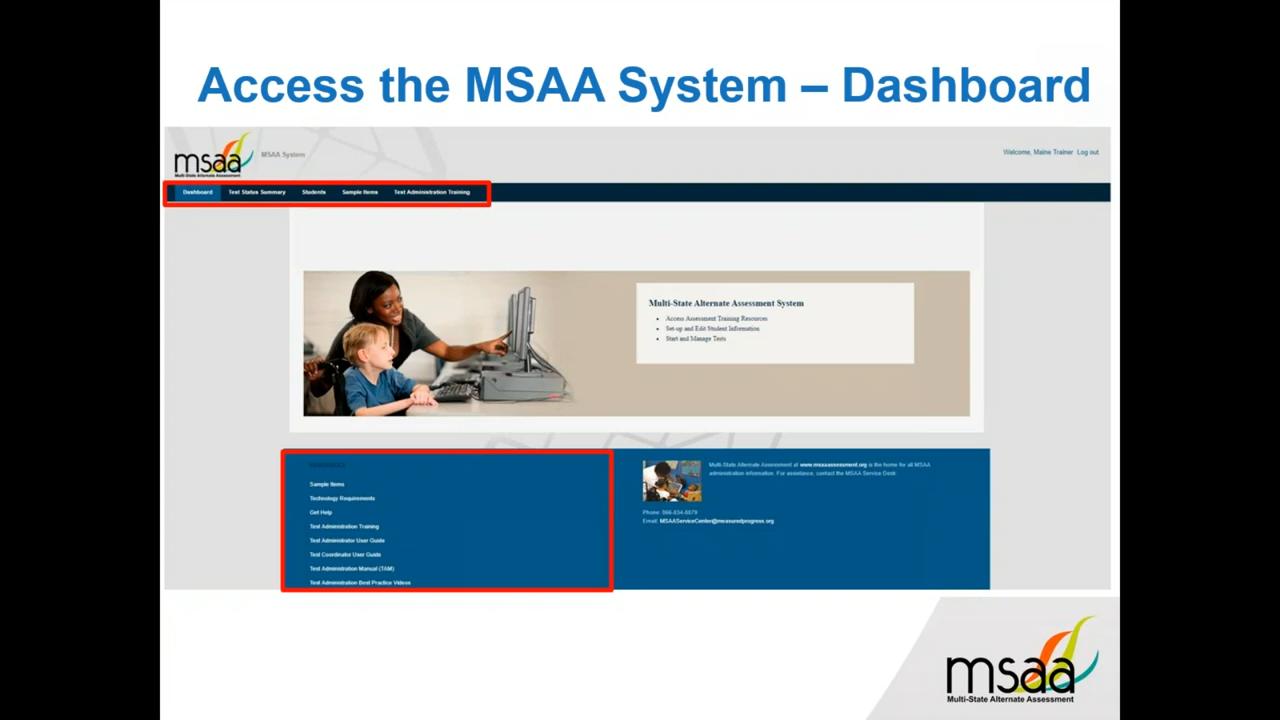 Access the MSAA System – Dashboard
msaa
Multi-State Alternate Assessment
MSAA System
Welcome, Maine Trainer Log out
Dashboard Test Status Summary Students Sample Items Test Administration Training
Multi-State Alternate Assessment System
• Access Assessment Training Resources
• Set-up and Edit Student Information
• Start and Manage Tests
Sample Items
Technology Requirements
Get Help
Test Administration Training
Test Administrator User Guide
Test Coordinator User Guide
Test Administration Manual (TAM)
Test Administration Best Practice Videos
Multi-State Alternate Assessment at www.msaaassessment.org is the home for all MSAA
administration information. For assistance, contact the MSAA Service Desk:
Phone: 866-834-8879
Email: MSAAServiceCenter@measuredprogress.org
msaa
Multi-State Alternate Assessment